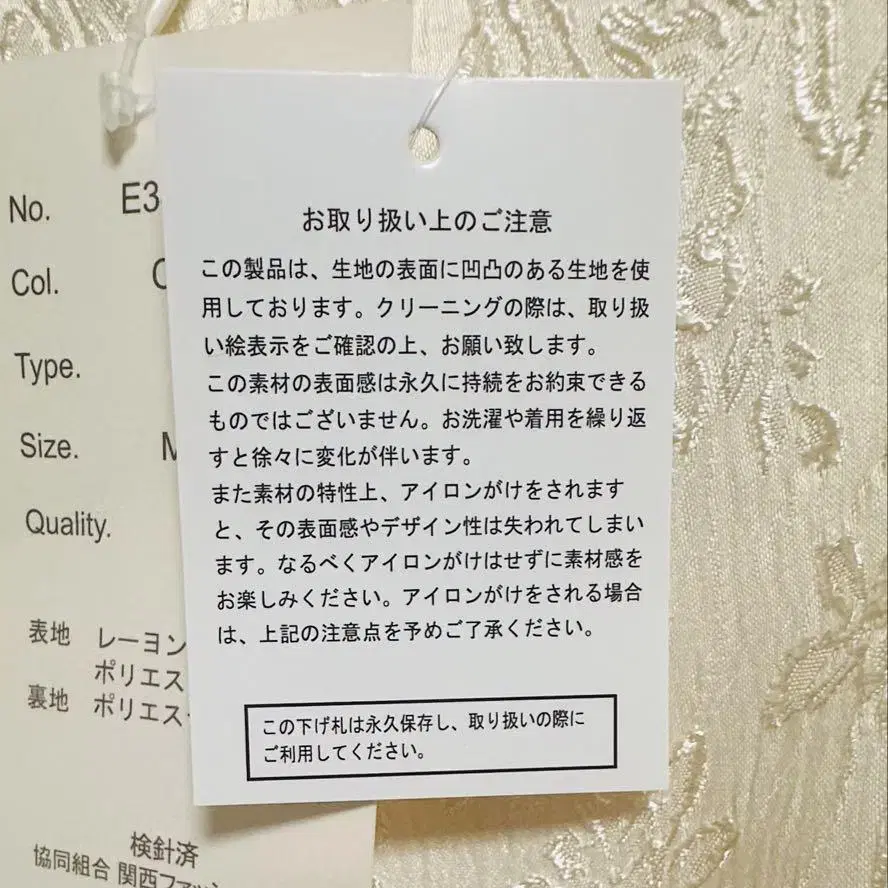 お取り扱い上のご注意
この製品は、生地の表面に凹凸のある生地を使
用しております。クリーニングの際は、取り扱
い絵表示をご確認の上、お願い致します。
この素材の表面感は永久に持続をお約束できる
ものではございません。お洗濯や着用を繰り返
すと徐々に変化が伴います。
また素材の特性上、アイロンがけをされます
と、その表面感やデザイン性は失われてしまい
ます。なるべくアイロンがけはせずに素材感を
お楽しみください。アイロンがけをされる場合
は、上記の注意点を予めご了承ください。
この下げ札は永久保存し、取り扱いの際に
ご利用してください。
No. E3
Col.
Type.
Size. M
Quality.
表地 レーヨン
ポリエス
裏地 ポリエス
検針済
協同組合 関西ファッ